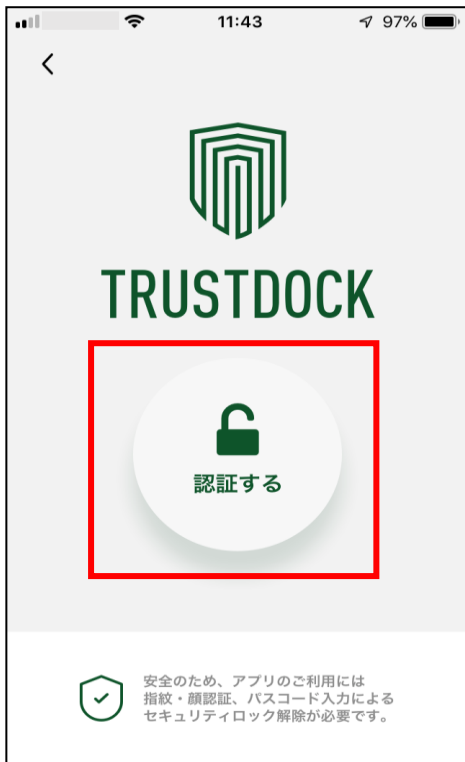 11:43
97%
TRUSTDOCK
認証する
安全のため、アプリのご利用には
指紋・顔認証、パスコード入力による
セキュリティロック解除が必要です。